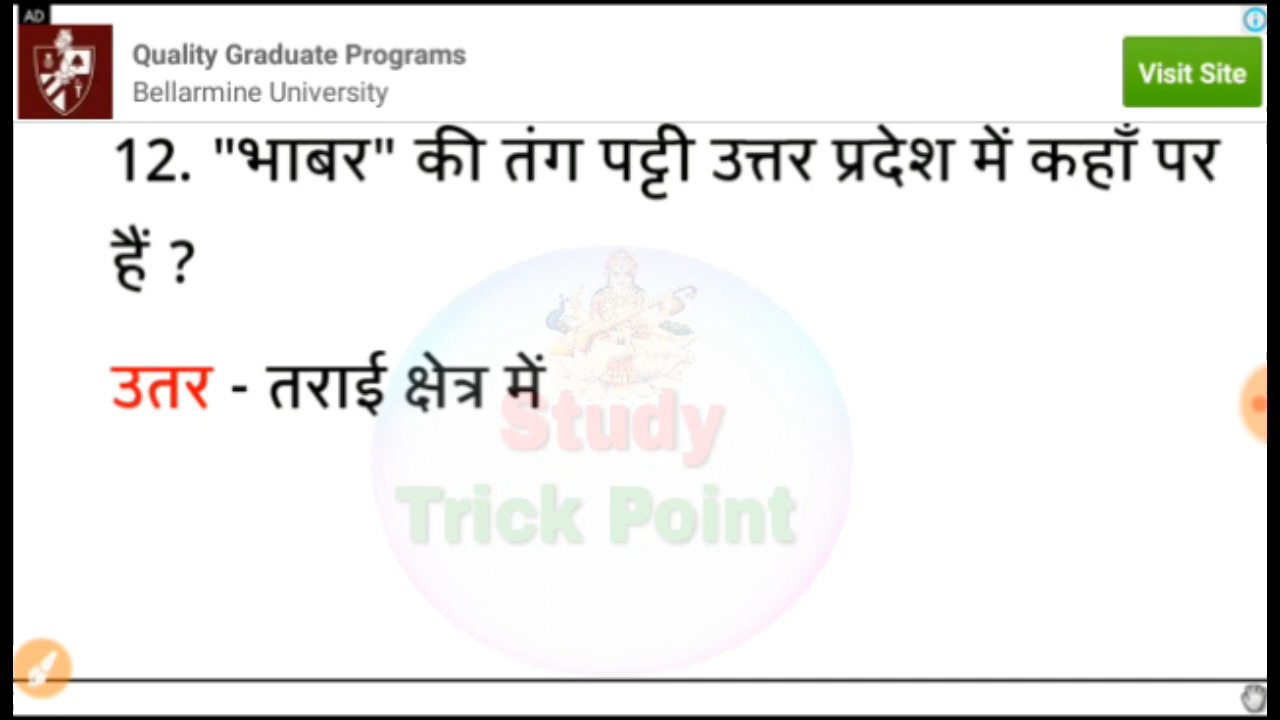 AD
Quality Graduate Programs
Bellarmine University
Visit Site
12. "भाबर" की तंग पट्टी उत्तर प्रदेश में कहाँ पर
हैं ?
उतर - तराई क्षेत्र में
Study
Trick Point